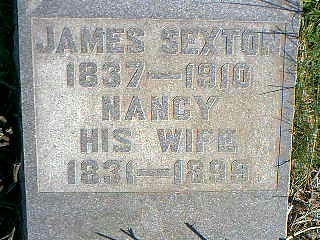 JAMES SEXTON
1837—1910
NANCY
HIS WIFE
1831—1899